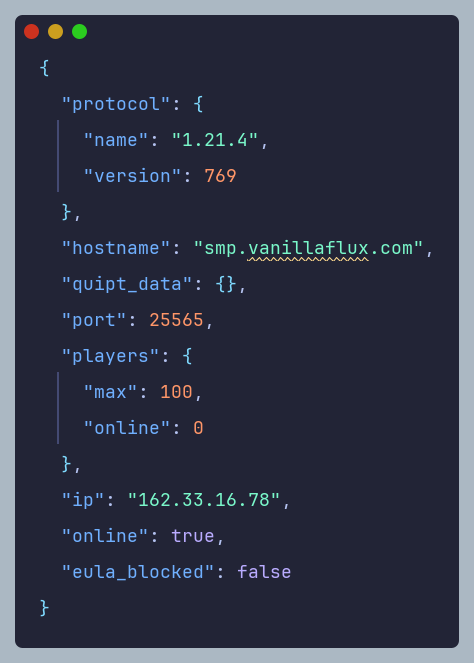 {
  "protocol": {
    "name": "1.21.4",
    "version": 769
  },
  "hostname": "smp.vanillaflux.com",
  "quipt_data": {},
  "port": 25565,
  "players": {
    "max": 100,
    "online": 0
  },
  "ip": "162.33.16.78",
  "online": true,
  "eula_blocked": false
}